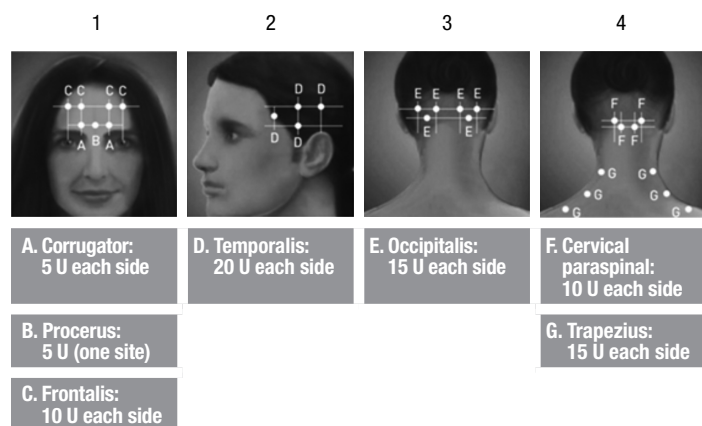 1 2 3 4
C C C C
A B A
D D
D D
E E E E
E E
F F
F F
G G
G G
G G
A. Corrugator:
5 U each side
B. Procerus:
5 U (one site)
C. Frontalis:
10 U each side
D. Temporalis:
20 U each side
E. Occipitalis:
15 U each side
F. Cervical
paraspinal:
10 U each side
G. Trapezius:
15 U each side